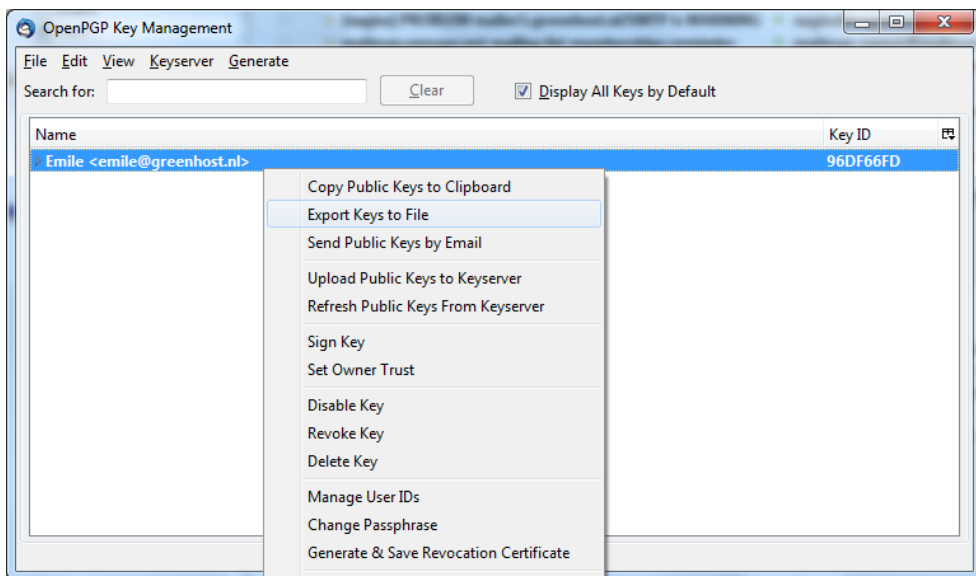 OpenPGP Key Management
File Edit View Keyserver Generate
Search for: Clear Display All Keys by Default
Name Key ID
Emile <emile@greenhost.nl> 96DF66FD
Copy Public Keys to Clipboard
Export Keys to File
Send Public Keys by Email
Upload Public Keys to Keyserver
Refresh Public Keys From Keyserver
Sign Key
Set Owner Trust
Disable Key
Revoke Key
Delete Key
Manage User IDs
Change Passphrase
Generate & Save Revocation Certificate